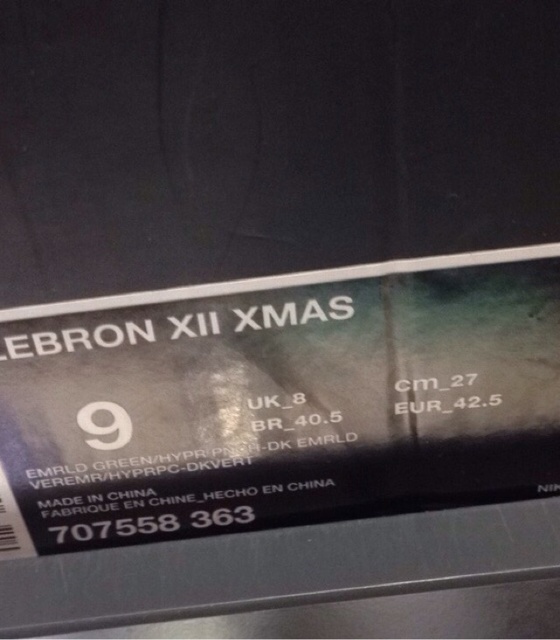 LEBRON XII XMAS
9
UK_8
BR_40.5
cm_27
EUR_42.5
EMRLD GREEN/HYPR PNCH-DK EMRLD
VEREMR/HYPRPC-DKVERT
MADE IN CHINA
FABRIQUE EN CHINE_HECHO EN CHINA
707558 363